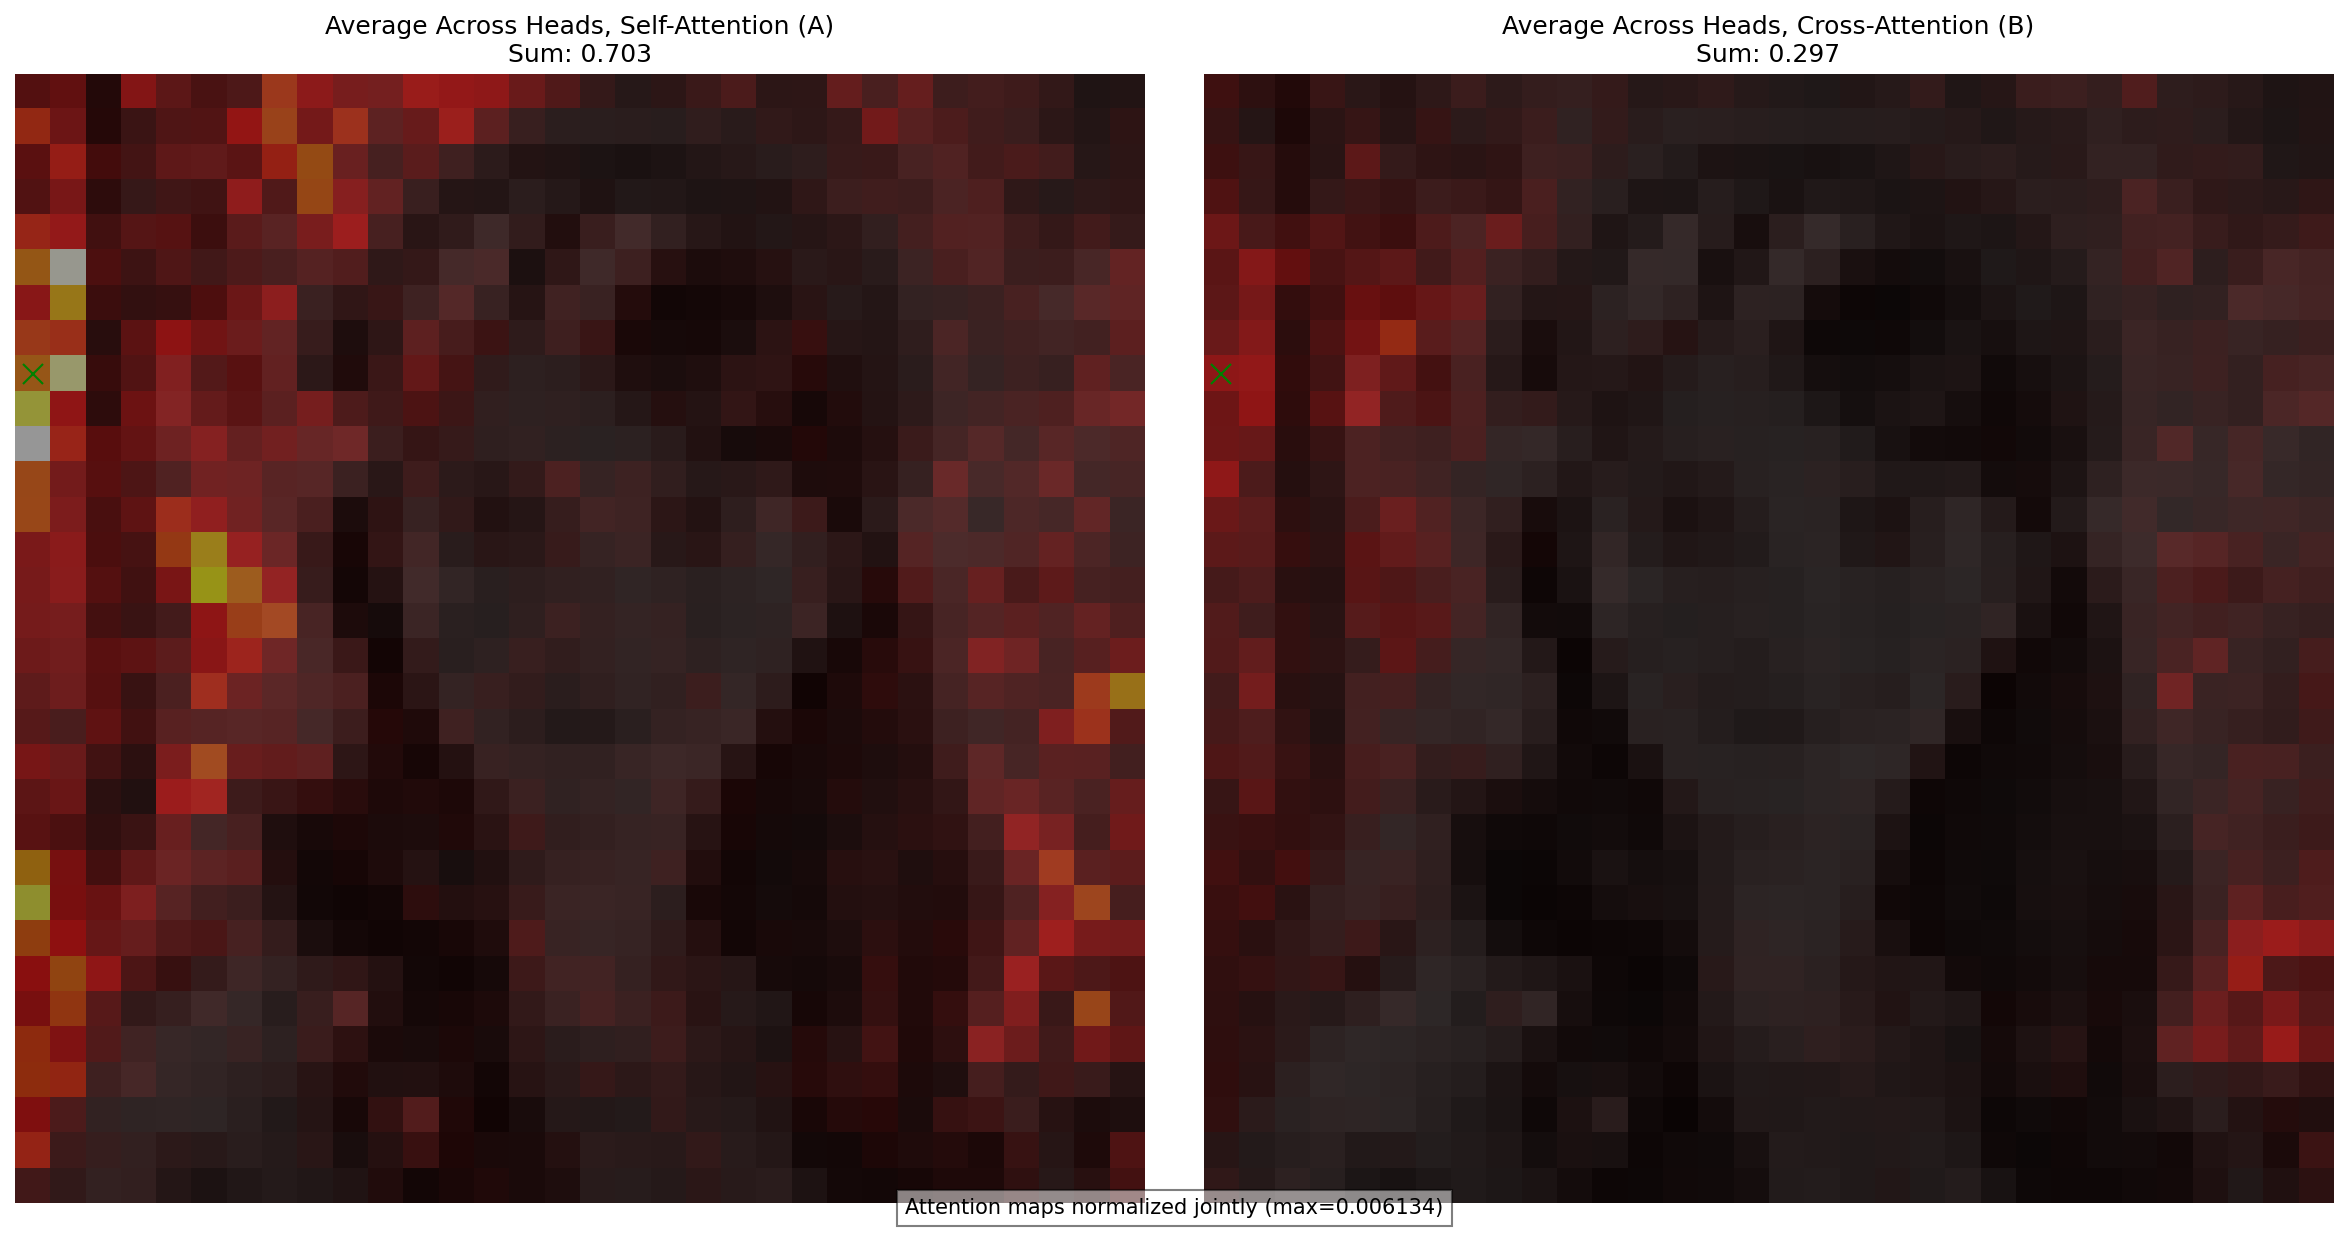 Average Across Heads, Self-Attention (A)
Sum: 0.703
Average Across Heads, Cross-Attention (B)
Sum: 0.297
Attention maps normalized jointly (max=0.006134)